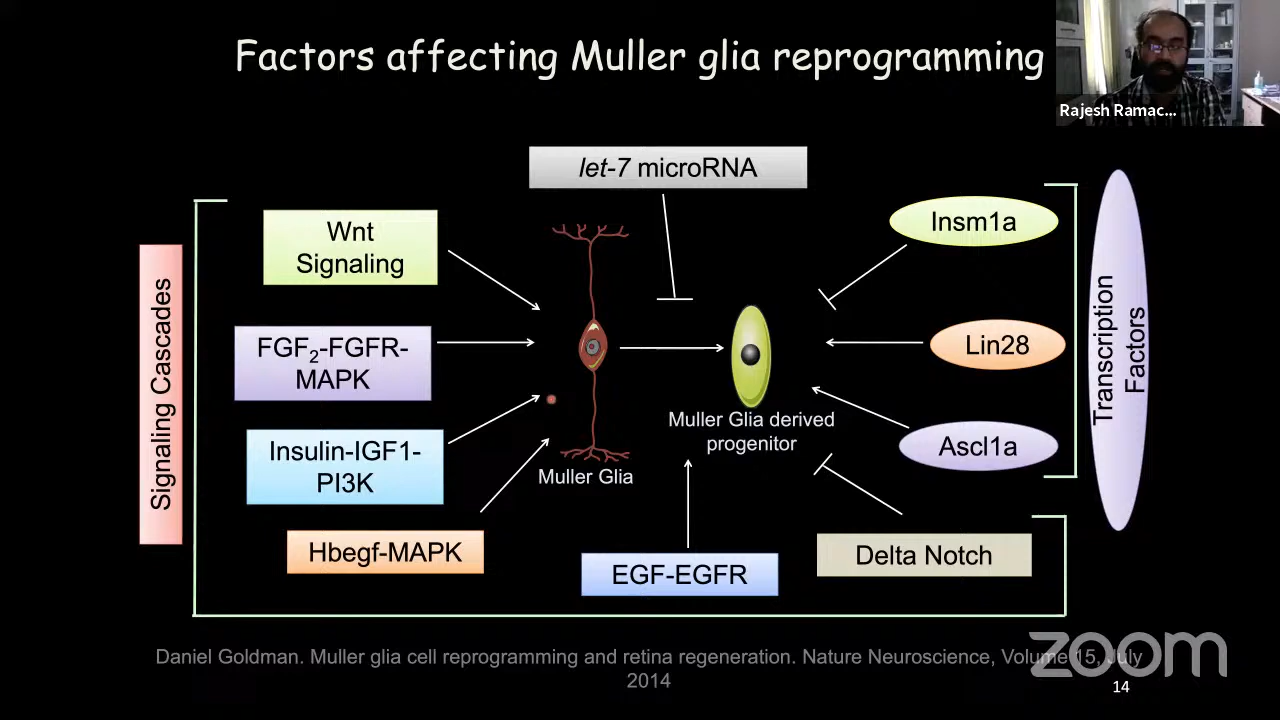 Factors affecting Muller glia reprogramming
Rajesh Ramac...
let-7 microRNA
Wnt
Signaling
FGF2-FGFR-
MAPK
Insulin-IGF1-
PI3K
Hbegf-MAPK
Signaling Cascades
Muller Glia
Muller Glia derived
progenitor
EGF-EGFR
Delta Notch
Insm1a
Lin28
Ascl1a
Transcription
Factors
Daniel Goldman. Muller glia cell reprogramming and retina regeneration. Nature Neuroscience, Volume 15, July
2014
zoom
14